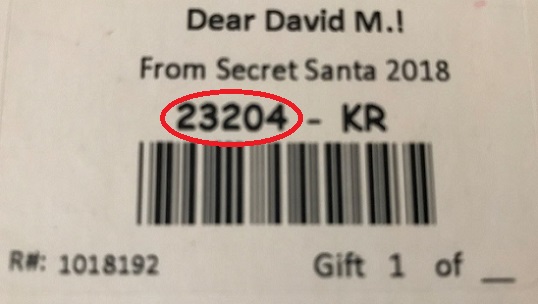 Dear David M.!
From Secret Santa 2018
23204 - KR
R#: 1018192 Gift 1 of __